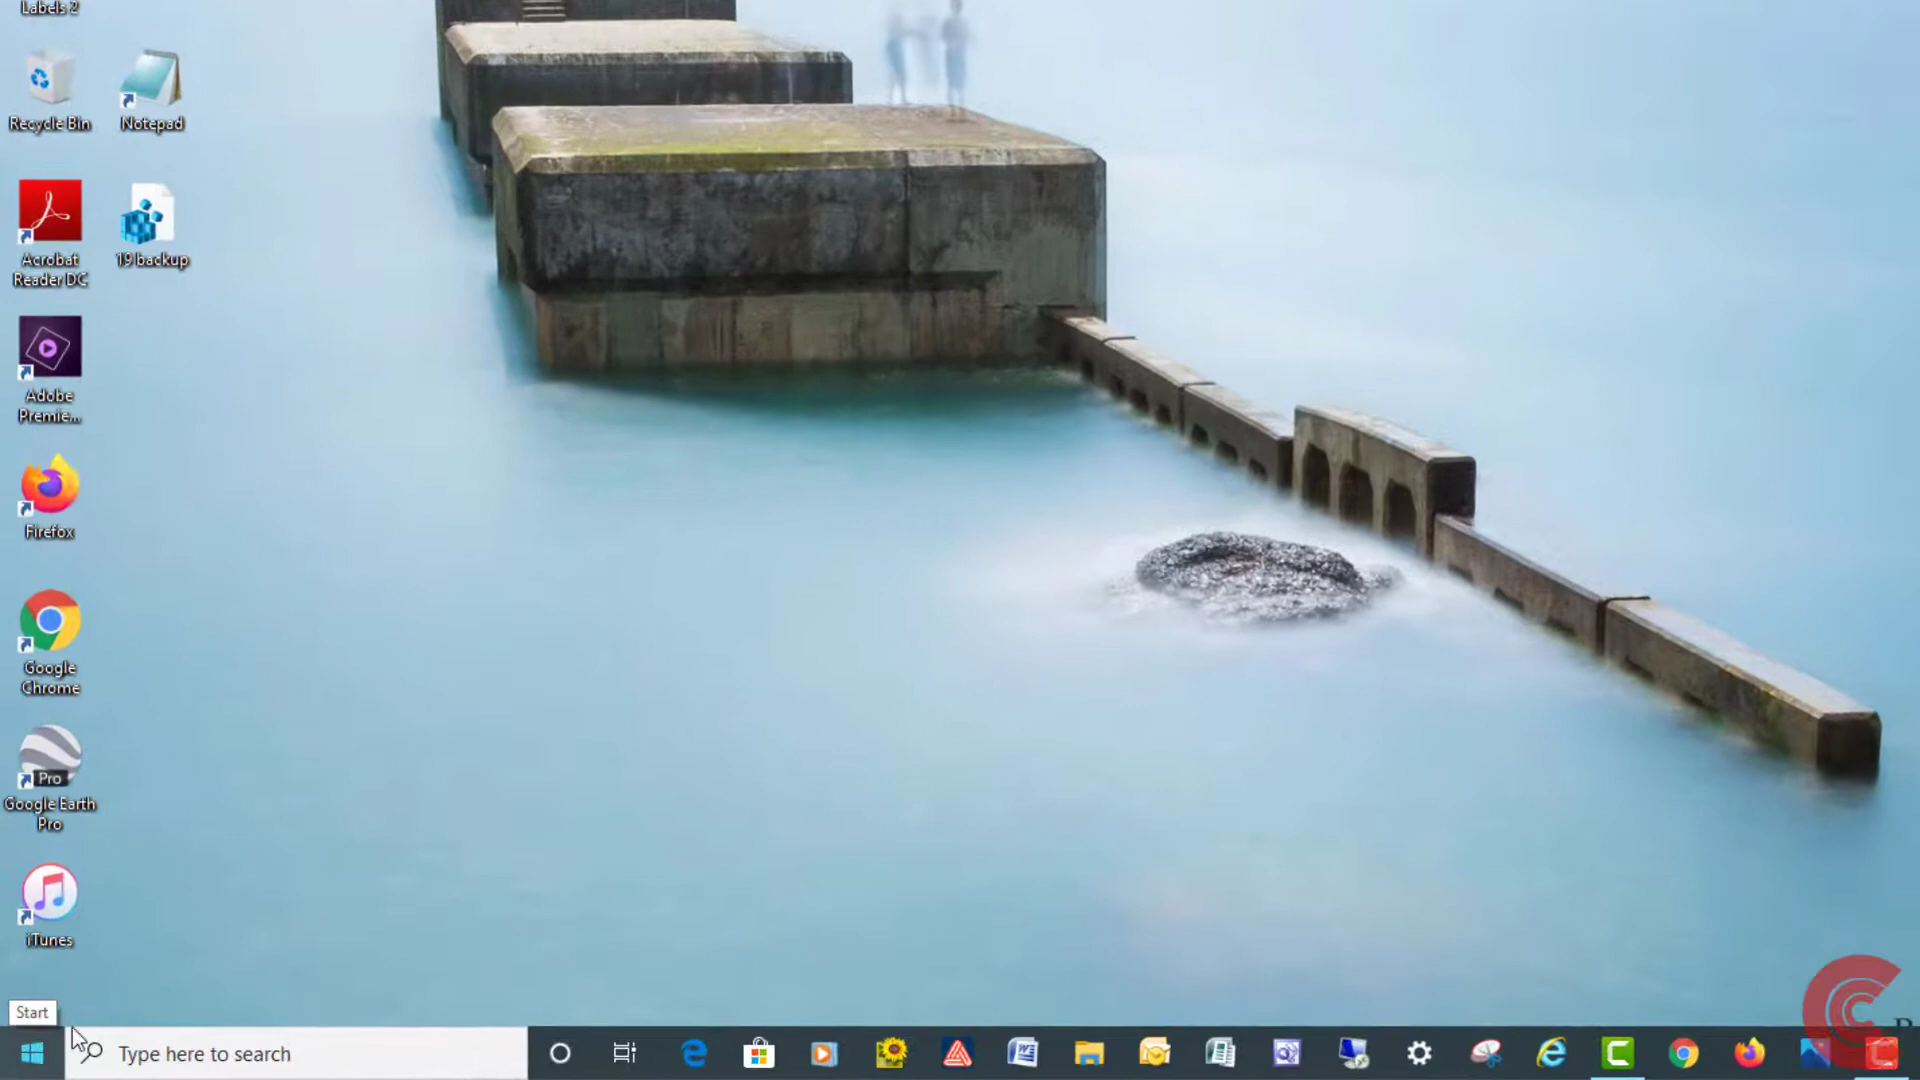 Labels 2
Recycle Bin
Notepad
Acrobat
Reader DC
19 backup
Adobe
Premie...
Firefox
Google
Chrome
Pro
Google Earth
Pro
iTunes
Start
Type here to search